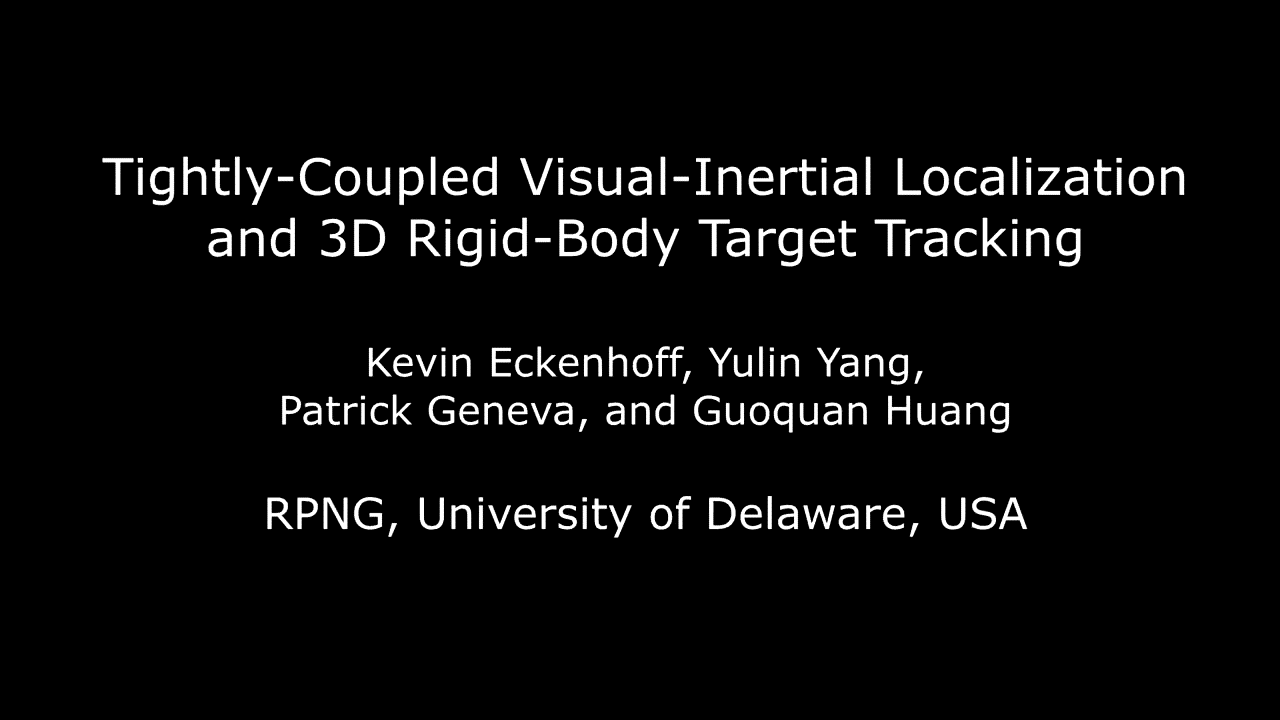 Tightly-Coupled Visual-Inertial Localization
and 3D Rigid-Body Target Tracking
Kevin Eckenhoff, Yulin Yang,
Patrick Geneva, and Guoquan Huang
RPNG, University of Delaware, USA